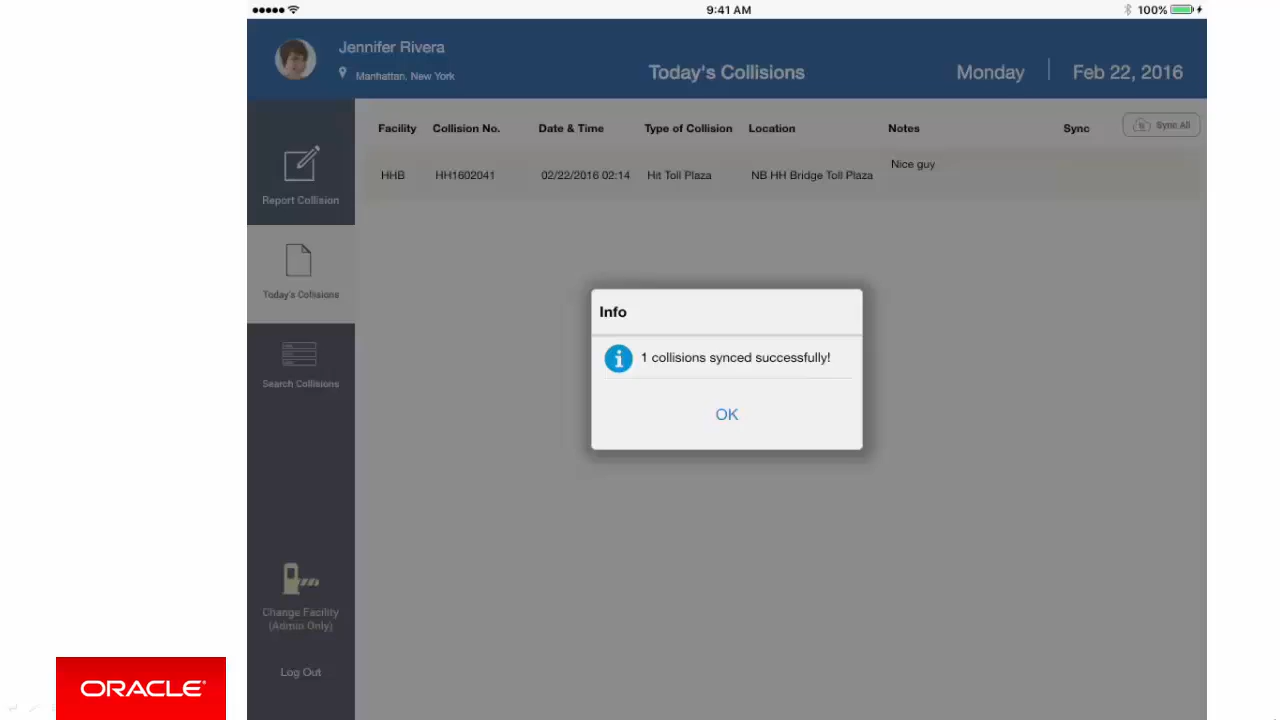 9:41 AM
100%
Jennifer Rivera
Manhattan, New York
Today's Collisions
Monday
Feb 22, 2016
Facility Collision No. Date & Time Type of Collision Location Notes Sync Sync All
HHB HH1602041 02/22/2016 02:14 Hit Toll Plaza NB HH Bridge Toll Plaza Nice guy
Report Collision
Today's Collisions
Search Collisions
Change Facility
(Admin Only)
Log Out
Info
1 collisions synced successfully!
OK
ORACLE®